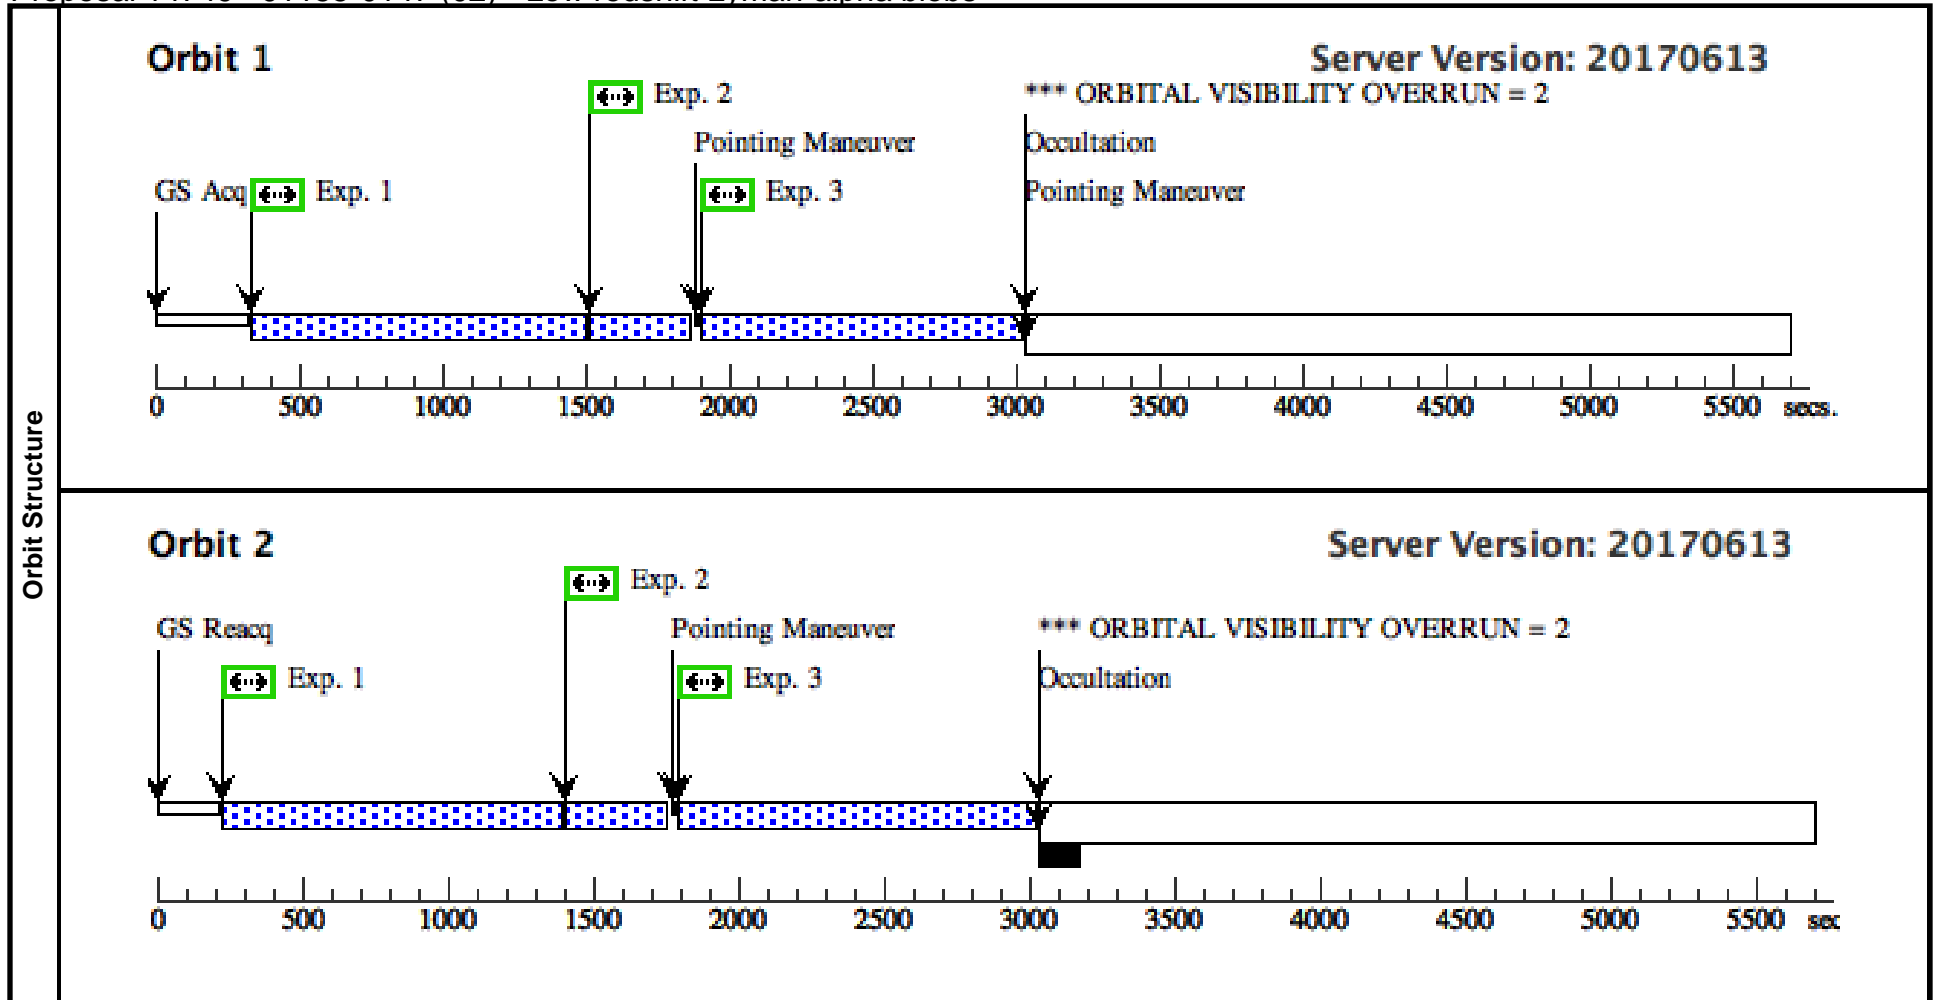 Orbit Structure
Orbit 1
Server Version: 20170613
Exp. 2
*** ORBITAL VISIBILITY OVERRUN = 2
Pointing Maneuver
Occultation
GS Acq
Exp. 1
Exp. 3
Pointing Maneuver
0 500 1000 1500 2000 2500 3000 3500 4000 4500 5000 5500 secs.
Orbit 2
Server Version: 20170613
Exp. 2
GS Reacq
Pointing Maneuver
*** ORBITAL VISIBILITY OVERRUN = 2
Exp. 1
Exp. 3
Occultation
0 500 1000 1500 2000 2500 3000 3500 4000 4500 5000 5500 sec